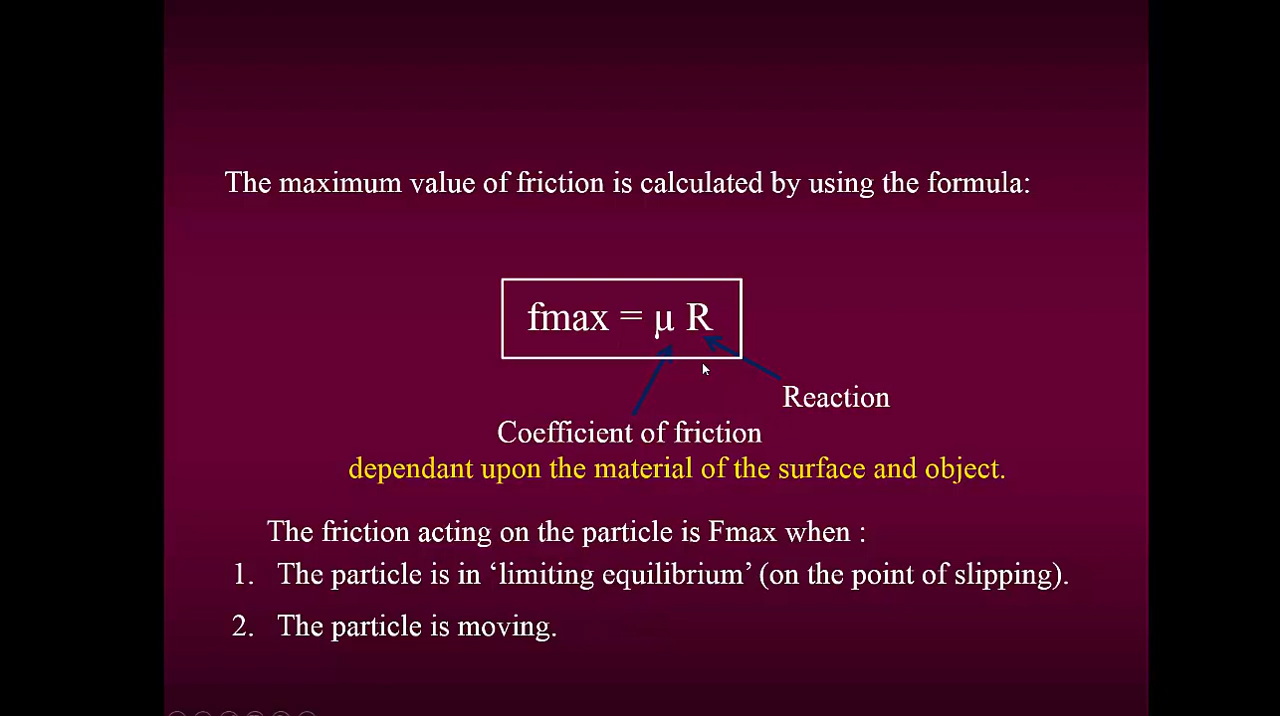 The maximum value of friction is calculated by using the formula:
fmax = μ R
Reaction
Coefficient of friction
dependant upon the material of the surface and object.
The friction acting on the particle is Fmax when :
1. The particle is in ‘limiting equilibrium’ (on the point of slipping).
2. The particle is moving.